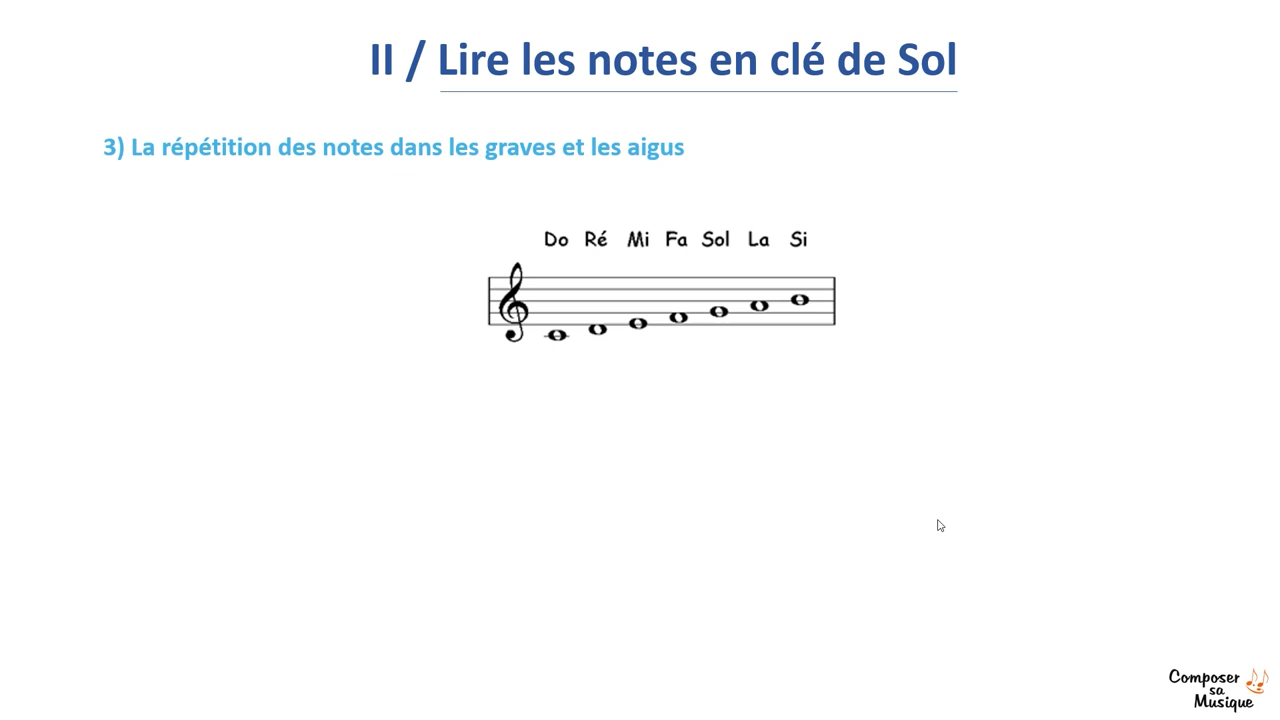 II / Lire les notes en clé de Sol
3) La répétition des notes dans les graves et les aigus
Do Ré Mi Fa Sol La Si
Composer
sa
Musique